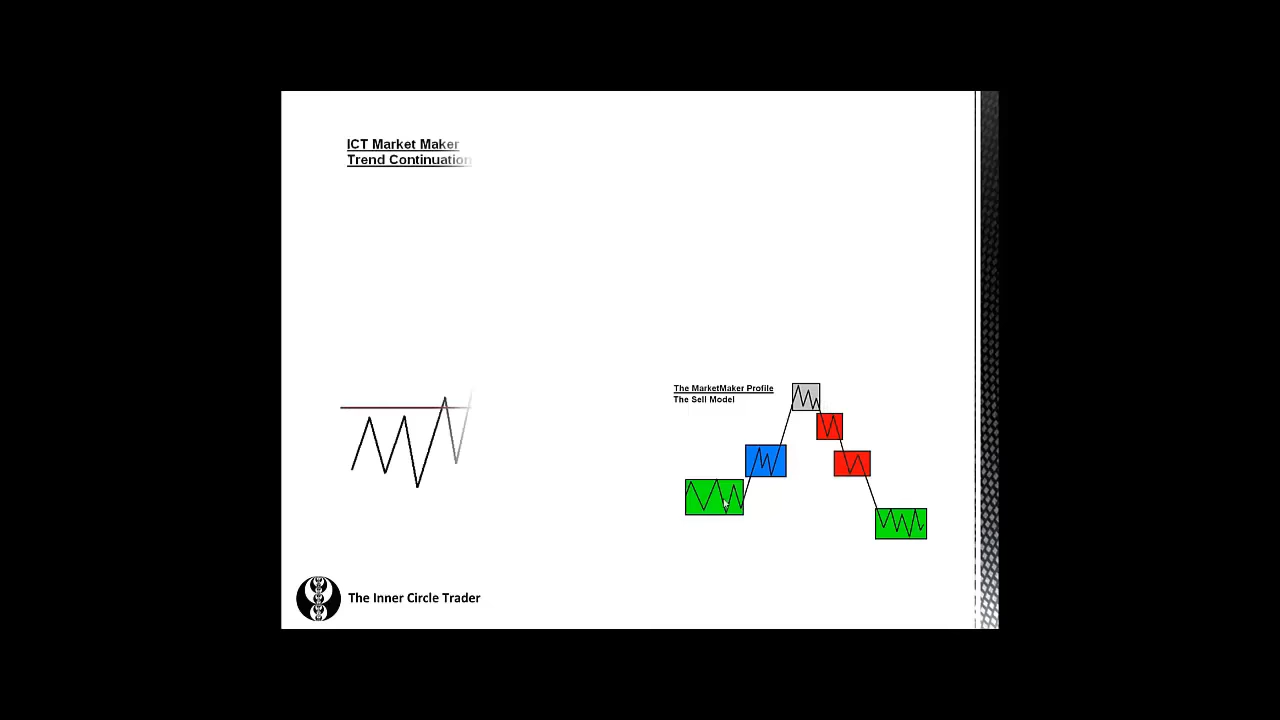 ICT Market Maker
Trend Continuation
The MarketMaker Profile
The Sell Model
The Inner Circle Trader